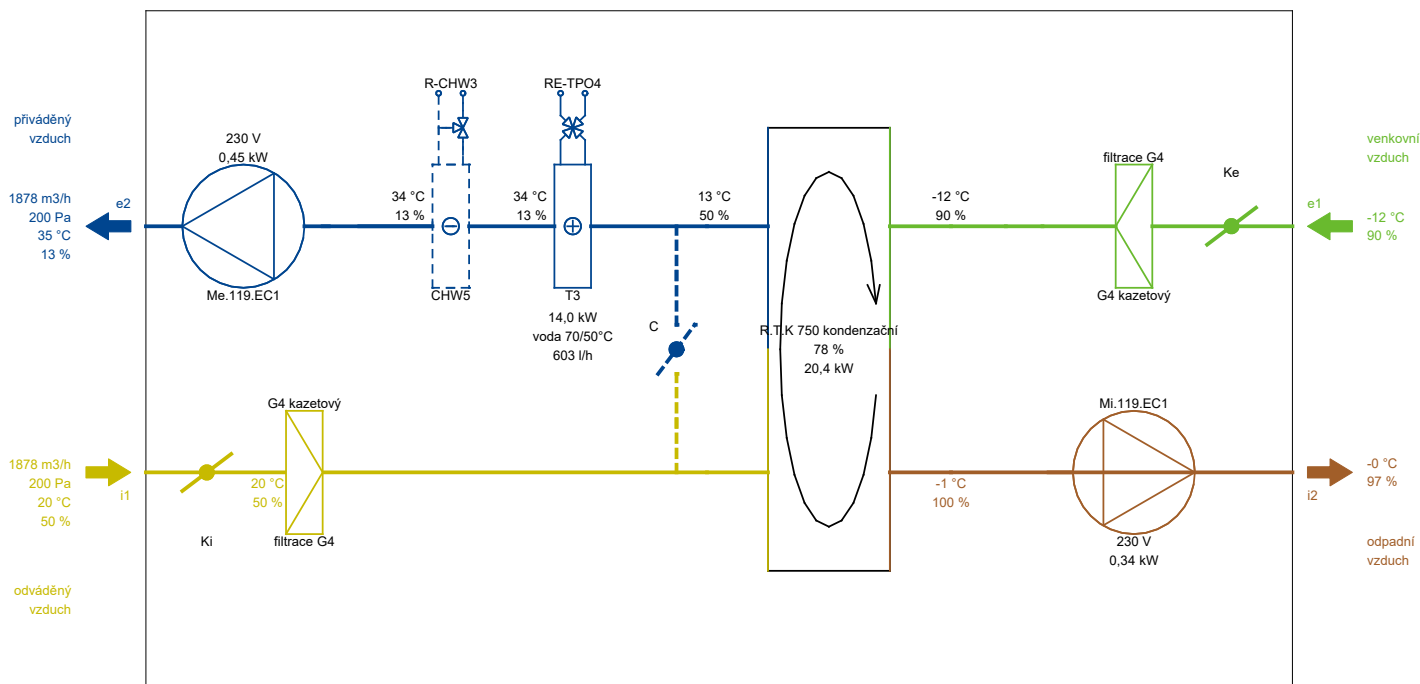 R-CHW3
RE-TPO4
přiváděný
vzduch
230 V
0,45 kW
venkovní
vzduch
filtrace G4
Ke
1878 m3/h
200 Pa
35 °C
13 %
e2
34 °C
13 %
34 °C
13 %
13 °C
50 %
-12 °C
90 %
e1
-12 °C
90 %
Me.119.EC1
CHW5
T3
14,0 kW
voda 70/50°C
603 l/h
G4 kazetový
C
R.T.K 750 kondenzační
78 %
20,4 kW
G4 kazetový
Me.119.EC1
1878 m3/h
200 Pa
20 °C
50 %
i1
20 °C
50 %
-1 °C
100 %
i2
-0 °C
97 %
Ki
filtrace G4
230 V
0,34 kW
odpadní
vzduch
odváděný
vzduch